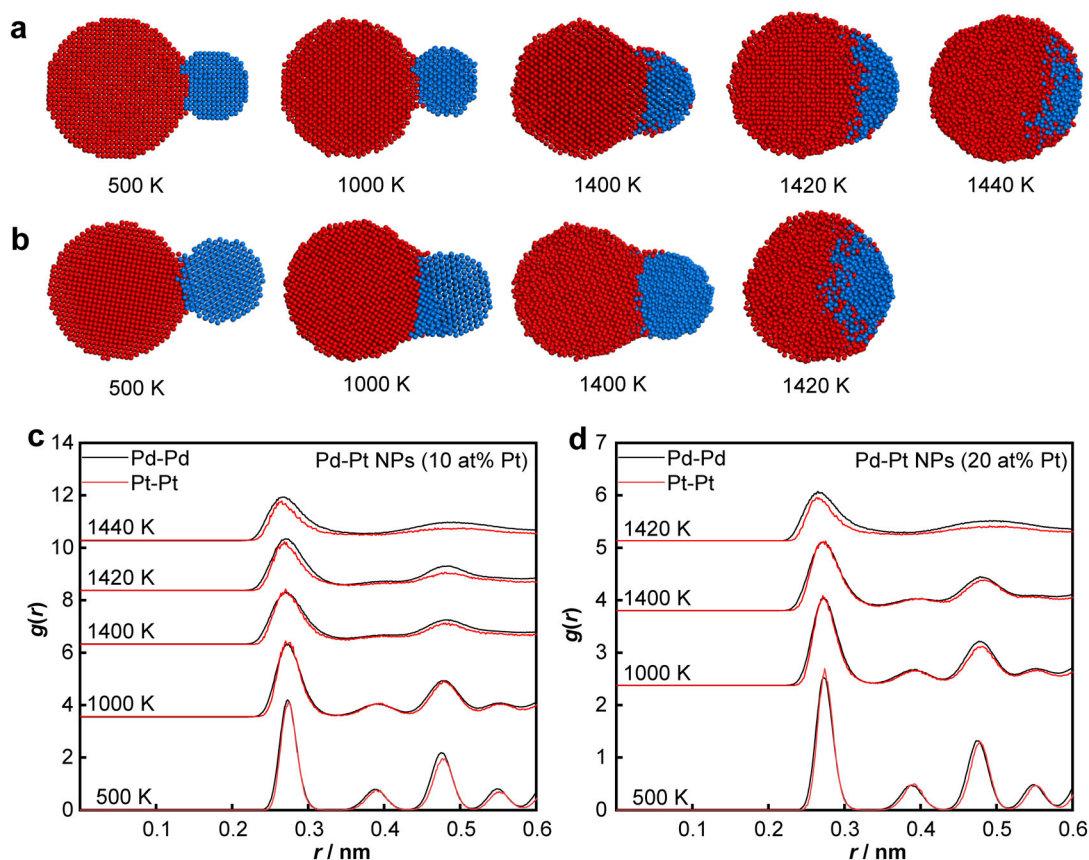 a
500 K
1000 K
1400 K
1420 K
1440 K
b
500 K
1000 K
1400 K
1420 K
c
14
12
10
8
6
4
2
0
g(r)
Pd-Pd
Pt-Pt
Pd-Pt NPs (10 at% Pt)
1440 K
1420 K
1400 K
1000 K
500 K
0.1
0.2
0.3
0.4
0.5
0.6
r / nm
d
7
6
5
4
3
2
1
0
g(r)
Pd-Pd
Pt-Pt
Pd-Pt NPs (20 at% Pt)
1420 K
1400 K
1000 K
500 K
0.1
0.2
0.3
0.4
0.5
0.6
r / nm